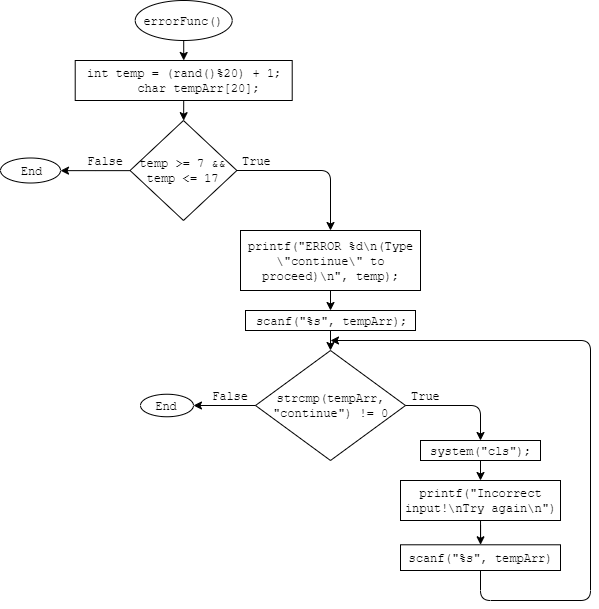 errorFunc()
int temp = (rand()%20) + 1;
char tempArr[20];
False
temp >= 7 &&
temp <= 17
True
End
printf("ERROR %d\n(Type
\"continue\" to
proceed)\n", temp);
scanf("%s", tempArr);
False
strcmp(tempArr,
"continue") != 0
True
End
system("cls");
printf("Incorrect
input!\nTry again\n")
scanf("%s", tempArr)